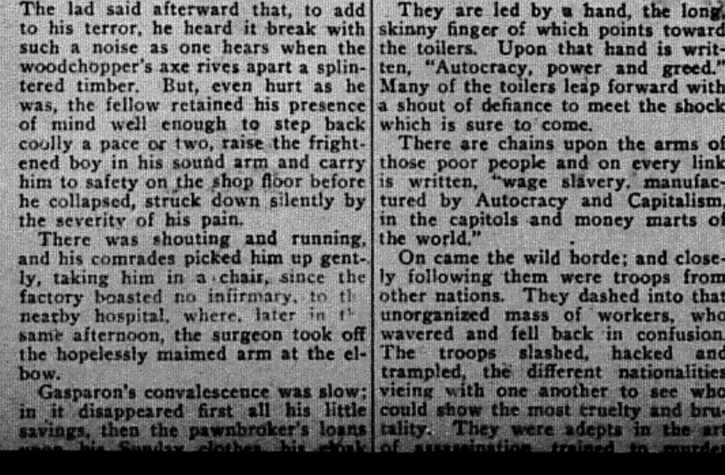 The lad said afterward that, to add
to his terror, he heard it break with
such a noise as one hears when the
woodchopper's axe rives apart a splin-
tered timber. But, even hurt as he
was, the fellow retained his presence
of mind well enough to step back
coolly a pace or two, raise the fright-
ened boy in his sound arm and carry
him to safety on the shop floor before
he collapsed, struck down silently by
the severity of his pain.
There was shouting and running,
and his comrades picked him up gent-
ly, taking him in a chair, since the
factory boasted no infirmary, to th
nearby hospital, where, later in th
same afternoon, the surgeon took off
the hopelessly maimed arm at the el-
bow.
Gasparon's convalescence was slow;
in it disappeared first all his little
savings, then the pawnbroker's loans
upon his Sunday clothes, his cloak
They are led by a hand, the long
skinny finger of which points toward
the toilers. Upon that hand is writ-
ten, "Autocracy, power and greed."
Many of the toilers leap forward with
a shout of defiance to meet the shock
which is sure to come.
There are chains upon the arms of
those poor people and on every link
is written, "wage slavery, manufac-
tured by Autocracy and Capitalism,
in the capitols and money marts of
the world."
On came the wild horde; and close-
ly following them were troops from
other nations. They dashed into that
unorganized mass of workers, who
wavered and fell back in confusion.
The troops slashed, hacked and
trampled, the different nationalities
vieing with one another to see who
could show the most cruelty and bru-
tality. They were adepts in the art
of assassination, trained to murder